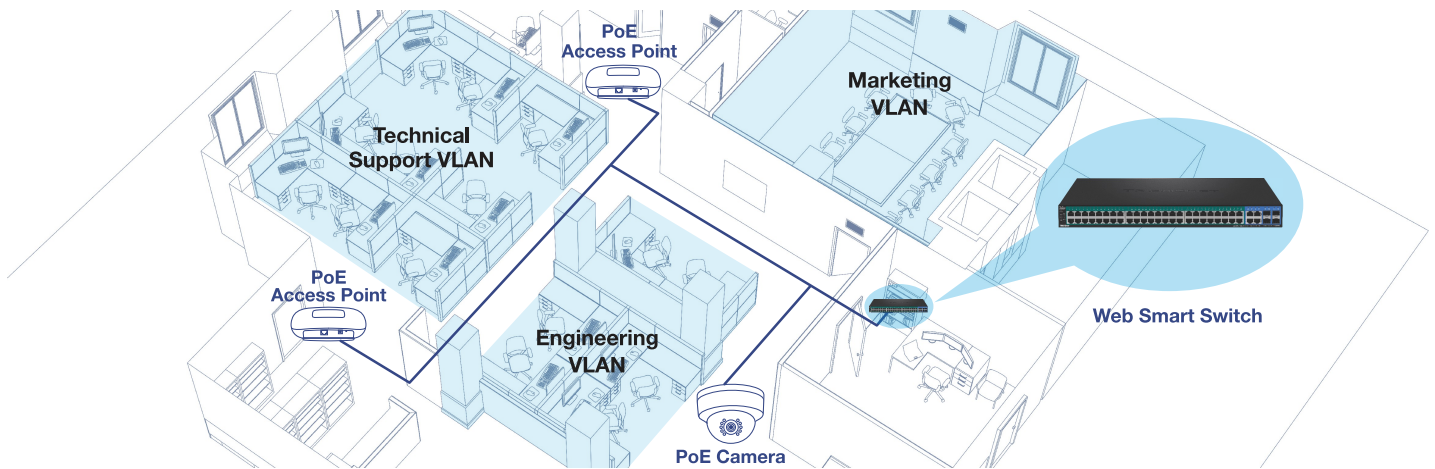 PoE
Access Point
Marketing
VLAN
Technical
Support VLAN
PoE
Access Point
Web Smart Switch
Engineering
VLAN
PoE Camera